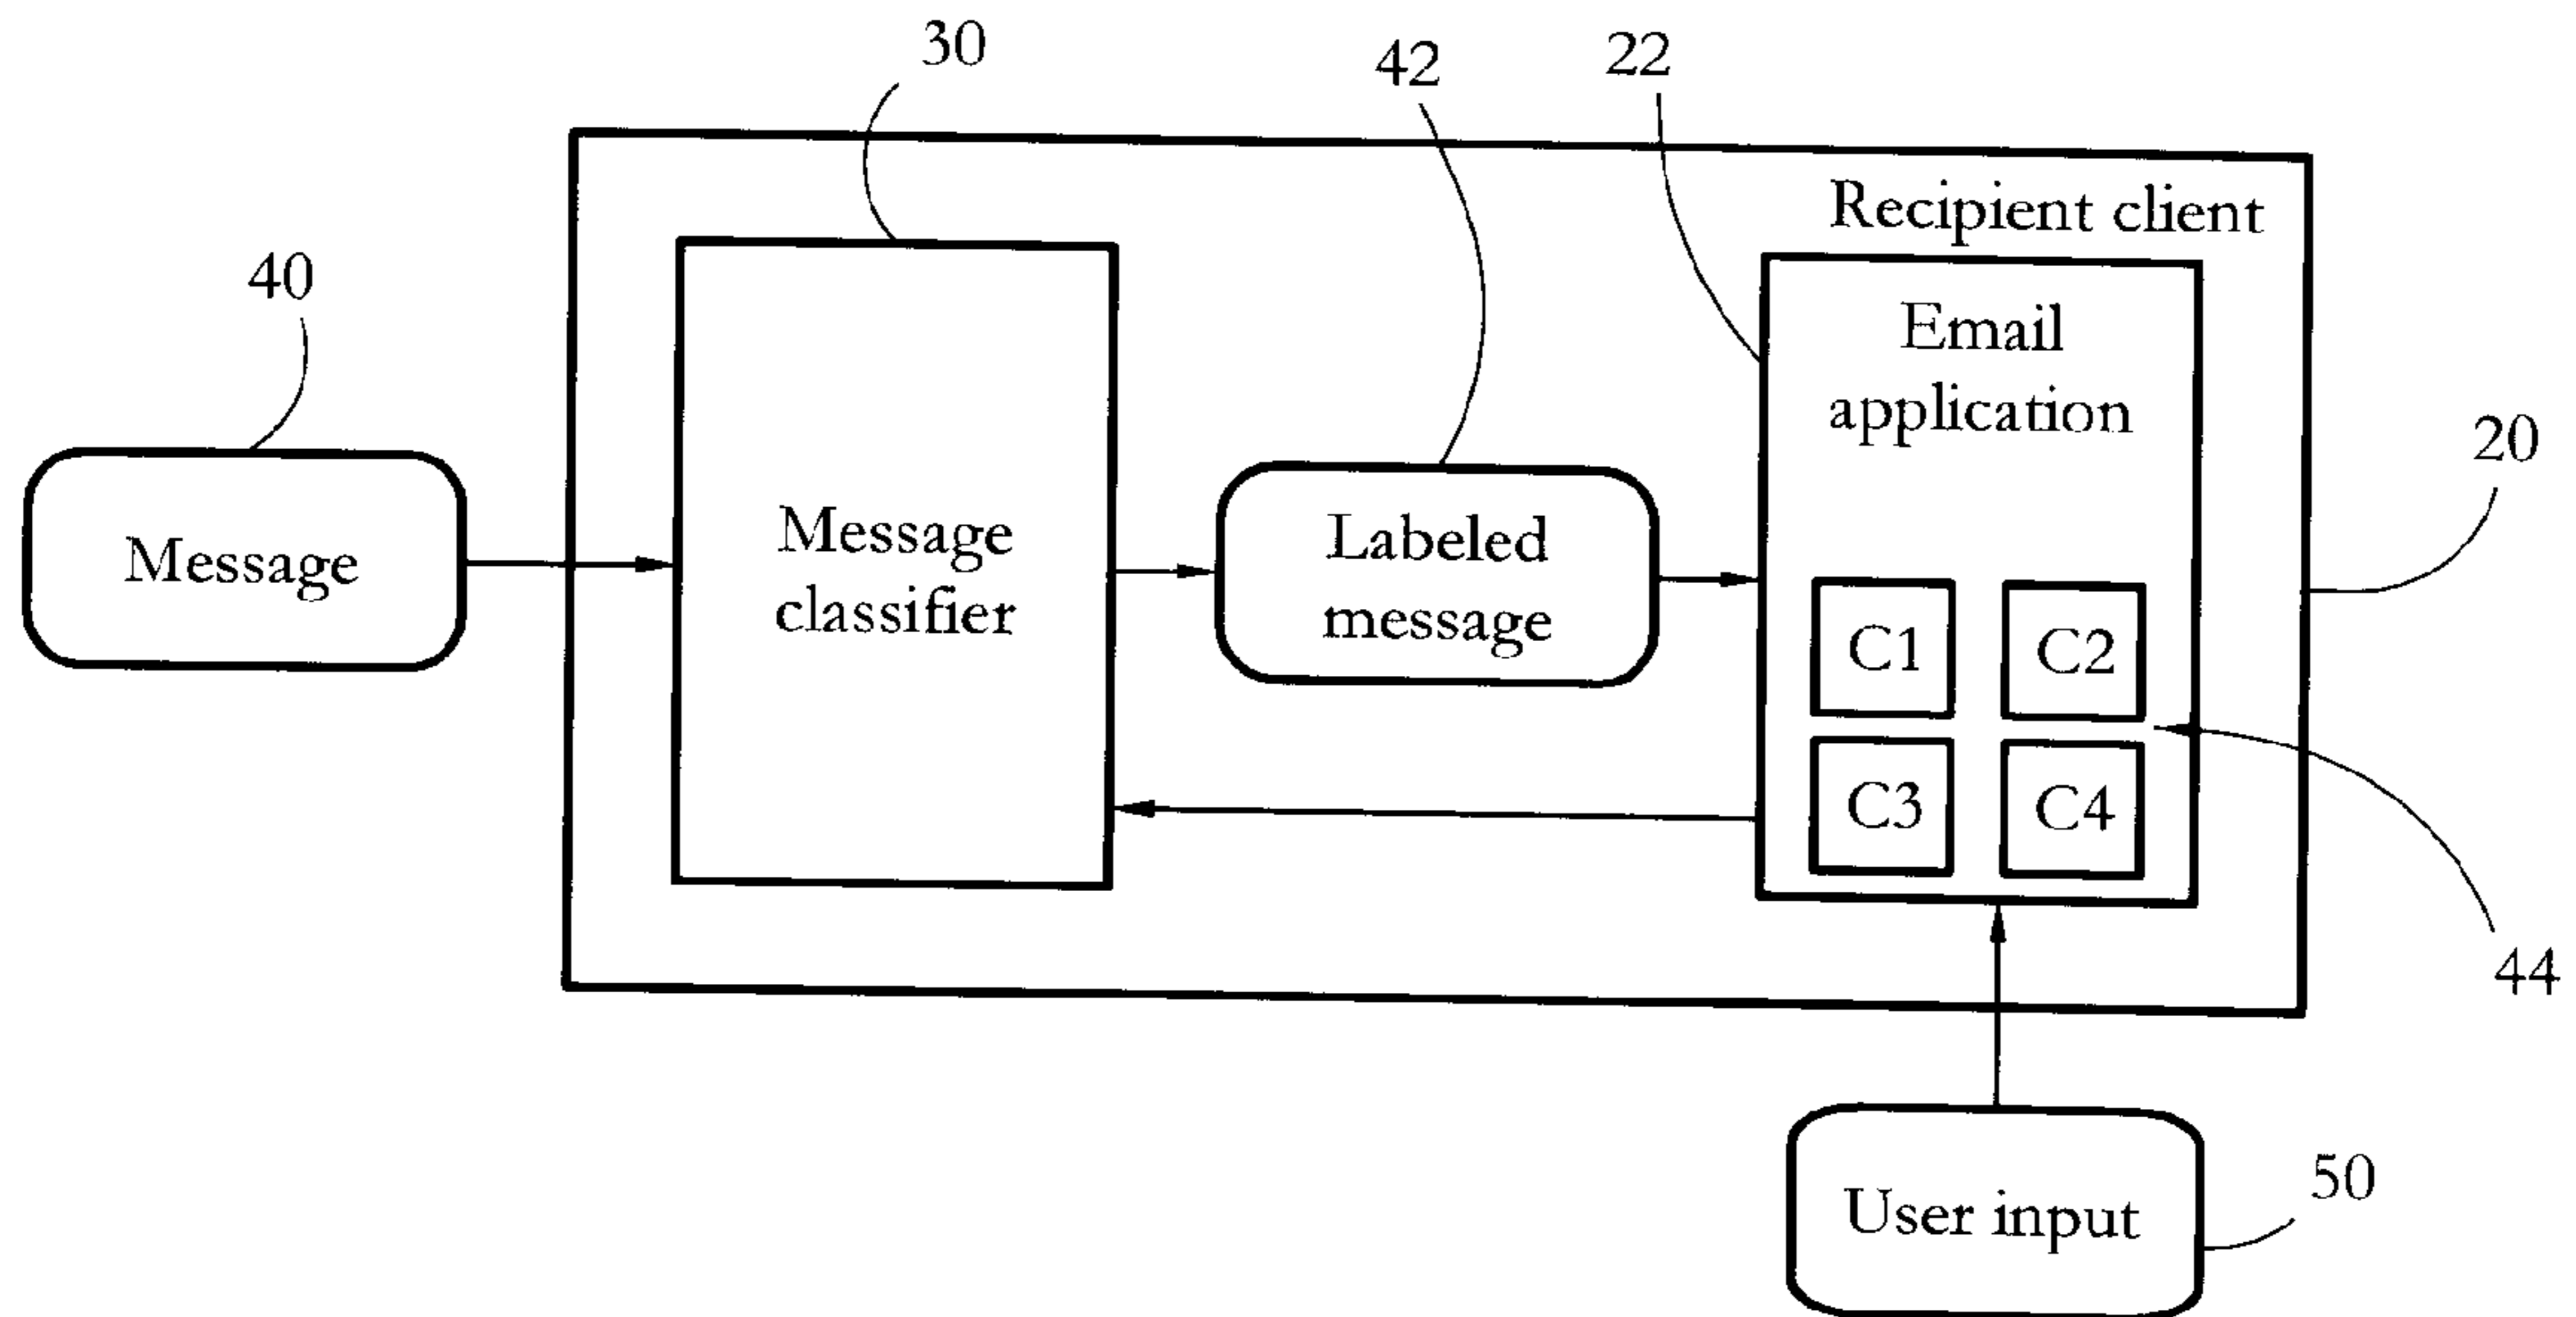 30
42
22
Recipient client
40
Email
application
20
Message
Message
classifier
Labeled
message
C1
C2
C3
C4
44
User input
50